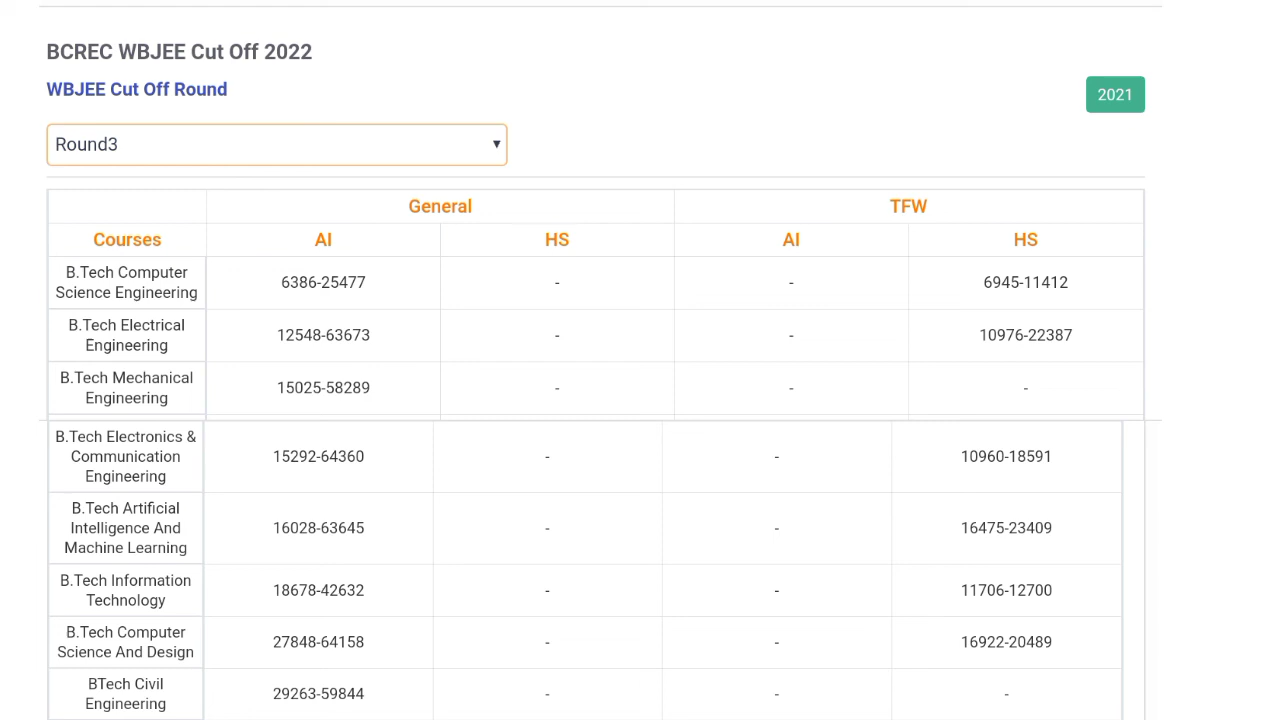 BCREC WBJEE Cut Off 2022
WBJEE Cut Off Round
2021
Round3
General TFW
Courses AI HS AI HS
B.Tech Computer
Science Engineering 6386-25477 - - 6945-11412
B.Tech Electrical
Engineering 12548-63673 - - 10976-22387
B.Tech Mechanical
Engineering 15025-58289 - - -
B.Tech Electronics &
Communication
Engineering 15292-64360 - - 10960-18591
B.Tech Artificial
Intelligence And
Machine Learning 16028-63645 - - 16475-23409
B.Tech Information
Technology 18678-42632 - - 11706-12700
B.Tech Computer
Science And Design 27848-64158 - - 16922-20489
BTech Civil
Engineering 29263-59844 - - -